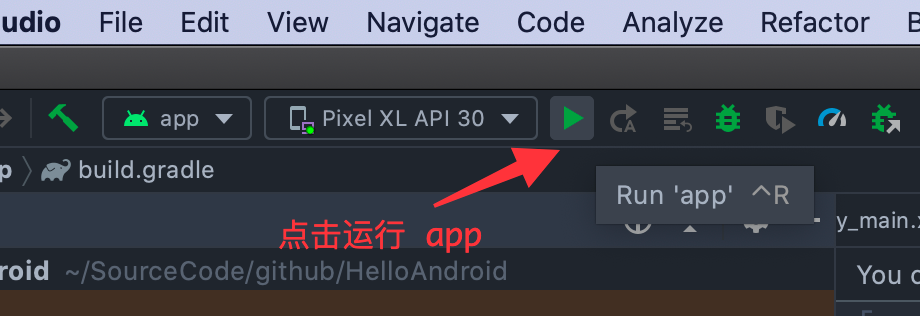 udio File Edit View Navigate Code Analyze Refactor B
app Pixel XL API 30
p build.gradle
Run 'app' ^R
点击运行 app
y_main.x
roid ~/SourceCode/github/HelloAndroid
You c